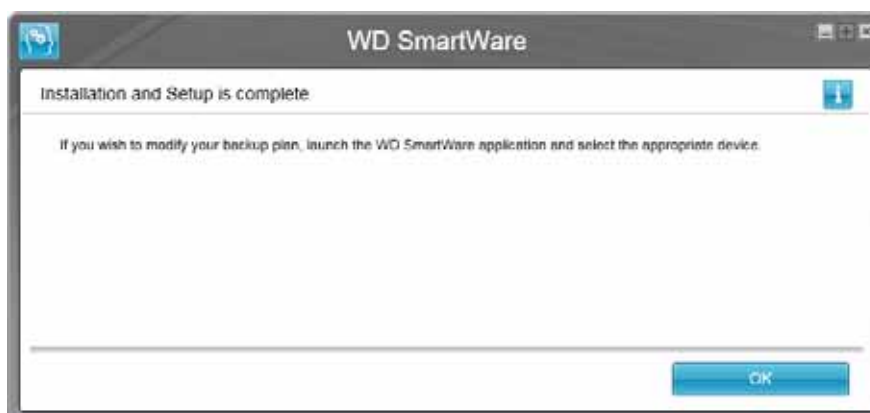 WD SmartWare
Installation and Setup is complete
If you wish to modify your backup plan, launch the WD SmartWare application and select the appropriate device.
OK